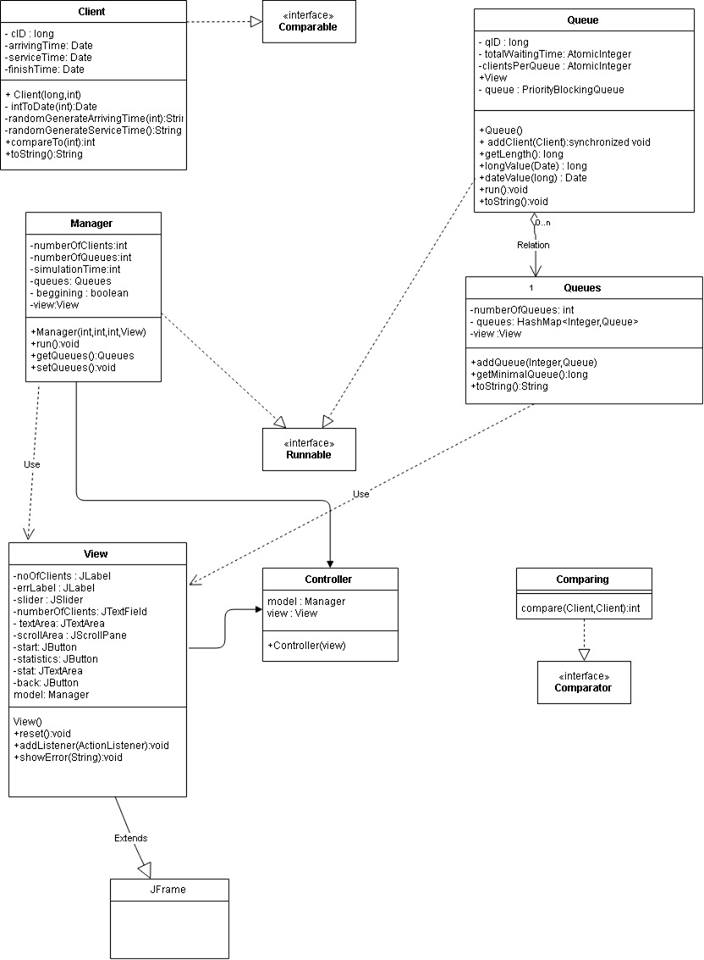 Client
- cID : long
-arrivingTime: Date
-serviceTime: Date
-finishTime: Date
+ Client(long,int)
- intToDate(int):Date
-randomGenerateArrivingTime(int):Stri
-randomGenerateServiceTime():String
+compareTo(int):int
+toString():String
«interface»
Comparable
Queue
- qID : long
- totalWaitingTime: AtomicInteger
-clientsPerQueue : AtomicInteger
+View
- queue : PriorityBlockingQueue
+Queue()
+ addClient(Client):synchronized void
+getLength(): long
+longValue(Date) : long
+dateValue(long) : Date
+run():void
+toString():void
0..n
Relation
1
Queues
-numberOfQueues: int
- queues: HashMap<Integer,Queue>
-view :View
+addQueue(Integer,Queue)
+getMinimalQueue():long
+toString():String
Manager
-numberOfClients:int
-numberOfQueues:int
-simulationTime:int
-queues: Queues
- beggining : boolean
-view:View
+Manager(int,int,int,View)
+run():void
+getQueues():Queues
+setQueues():void
«interface»
Runnable
Use
Use
View
-noOfClients : JLabel
-errLabel : JLabel
-slider : JSlider
-numberOfClients: JTextField
- textArea: JTextArea
-scrollArea : JScrollPane
-start: JButton
-statistics: JButton
-stat: JTextArea
-back: JButton
model: Manager
View()
+reset():void
+addListener(ActionListener):void
+showError(String):void
Controller
model : Manager
view : View
+Controller(view)
Comparing
compare(Client,Client):int
«interface»
Comparator
Extends
JFrame